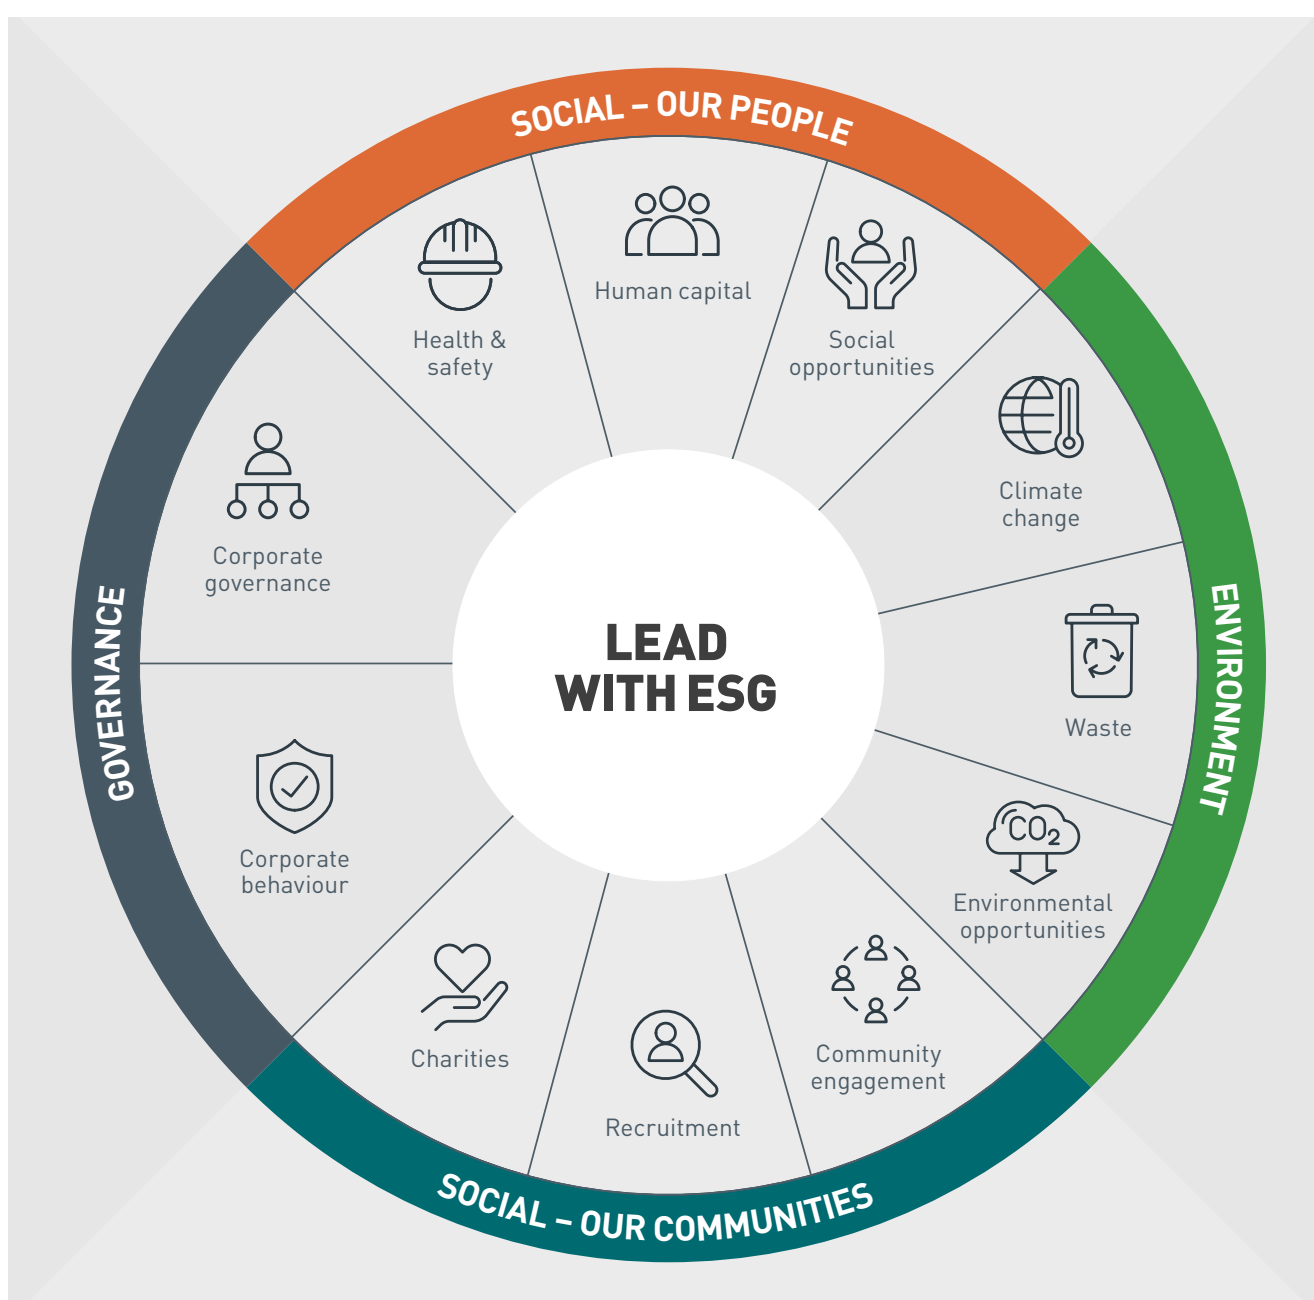 SOCIAL – OUR PEOPLE
Health &
safety
Human capital
Social
opportunities
ENVIRONMENT
Climate
change
Waste
CO2
Environmental
opportunities
SOCIAL – OUR COMMUNITIES
Community
engagement
Recruitment
Charities
GOVERNANCE
Corporate
behaviour
Corporate
governance
LEAD
WITH ESG